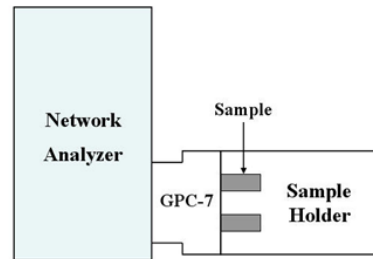 Network
Analyzer
Sample
GPC-7
Sample
Holder